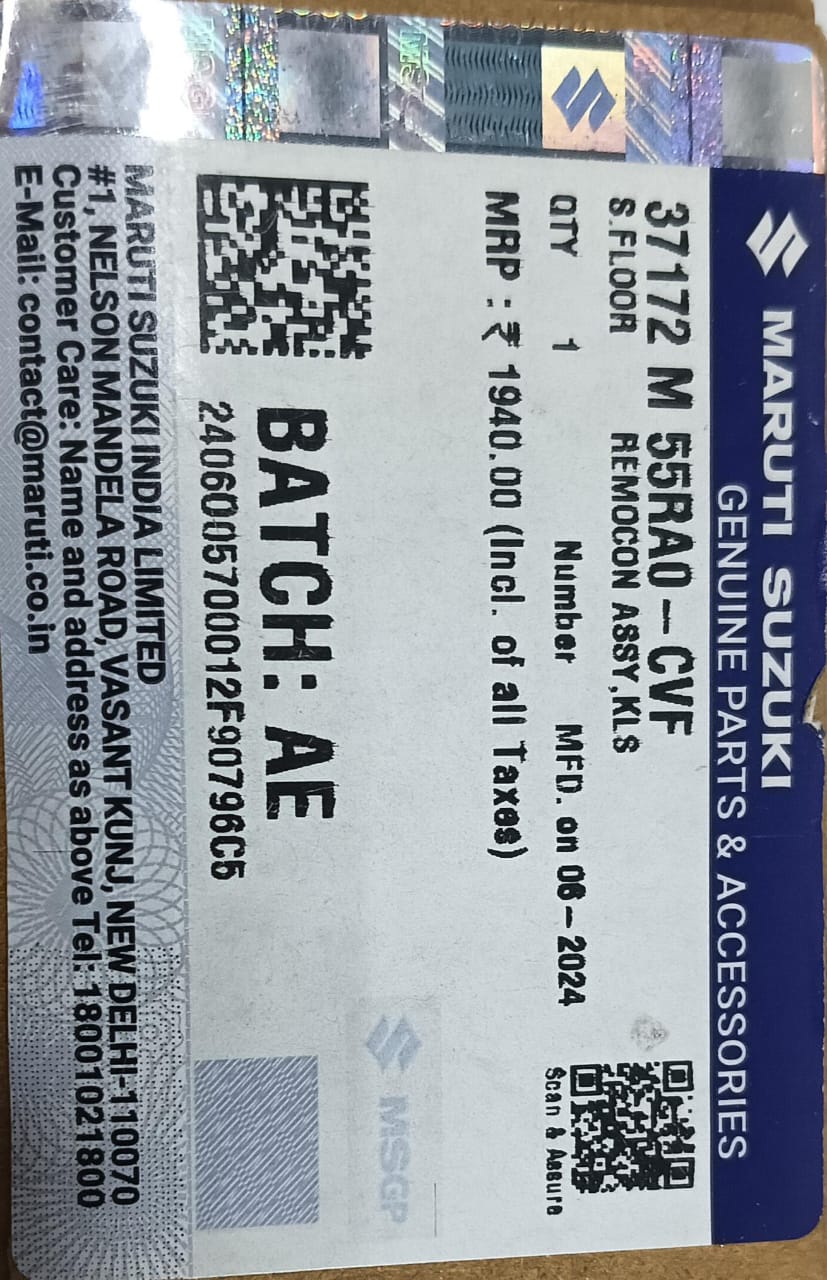 MARUTI SUZUKI
GENUINE PARTS & ACCESSORIES
37172 M 55RA0-CVF
S.FLOOR REMOCON ASSY,KLS
QTY 1 Number MFD. on 06-2024
MRP : ₹ 1940.00 (Incl. of all Taxes)
Scan & Assure
MSGP
BATCH: AE
2406005700012F90796C5
MARUTI SUZUKI INDIA LIMITED
#1, NELSON MANDELA ROAD, VASANT KUNJ, NEW DELHI-110070
Customer Care: Name and address as above Tel: 18001021800
E-Mail: contact@maruti.co.in